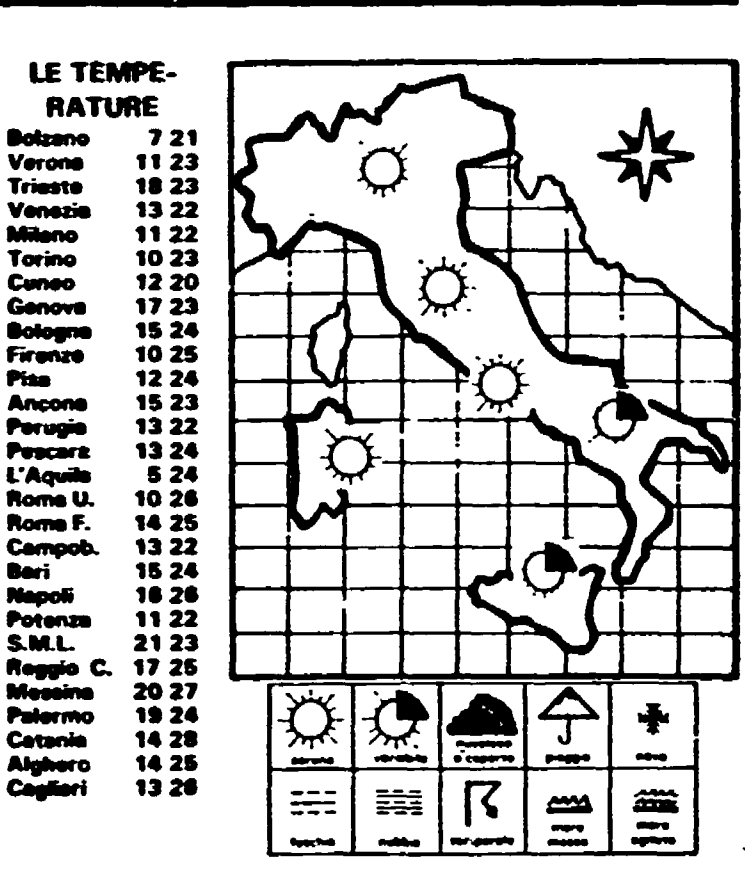 LE TEMPE-
RATURE
Bolzano 7 21
Verona 11 23
Trieste 18 23
Venezia 13 22
Milano 11 22
Torino 10 23
Cuneo 12 20
Genova 17 23
Bologna 15 24
Firenze 10 25
Pisa 12 24
Ancona 15 23
Perugia 13 22
Pescara 13 24
L'Aquila 5 24
Roma U. 10 26
Roma F. 14 25
Campob. 13 22
Bari 15 24
Napoli 16 26
Potenza 11 22
S.M.L. 21 23
Reggio C. 17 25
Messina 20 27
Palermo 19 24
Catania 14 28
Alghero 14 25
Cagliari 13 26
sereno variabile nuvoloso o coperto pioggia neve
foschia nebbia temporale mare mosso mare agitato